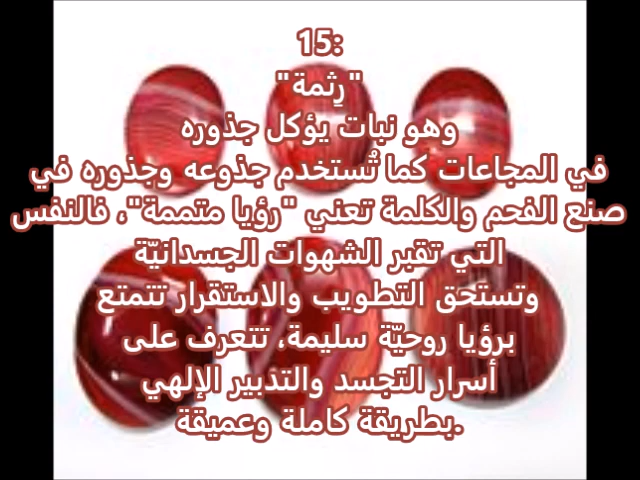 15:
"رِثمة"
وهو نبات يؤكل جذوره
في المجاعات كما تُستخدم جذوعه وجذوره في
صنع الفحم والكلمة تعني "رؤيا متممة"، فالنفس
التي تقبر الشهوات الجسدانيّة
وتستحق التطويب والاستقرار تتمتع
برؤيا روحيّة سليمة، تتعرف على
أسرار التجسد والتدبير الإلهي
بطريقة كاملة وعميقة.